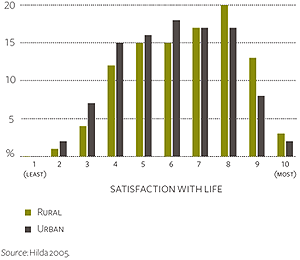 20
15
10
5
%
1 2 3 4 5 6 7 8 9 10
(LEAST) (MOST)
SATISFACTION WITH LIFE
RURAL
URBAN
Source: Hilda 2005.